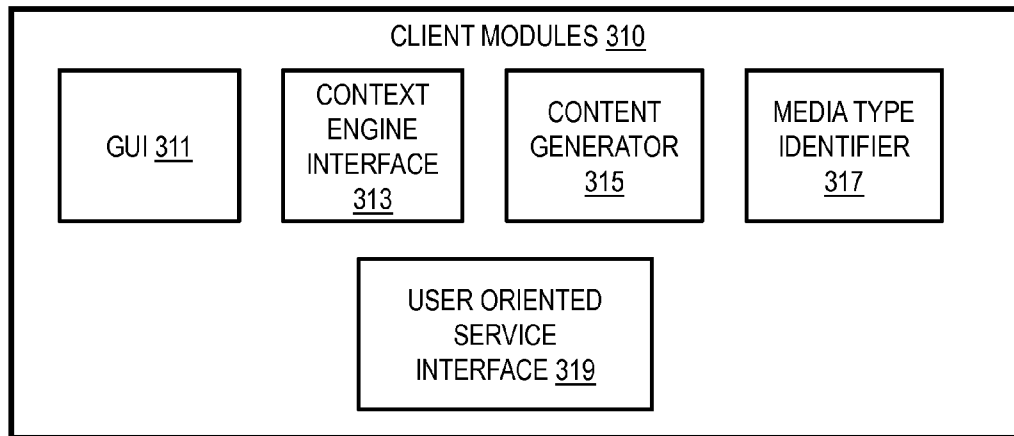 CLIENT MODULES 310
GUI 311
CONTEXT
ENGINE
INTERFACE
313
CONTENT
GENERATOR
315
MEDIA TYPE
IDENTIFIER
317
USER ORIENTED
SERVICE
INTERFACE 319